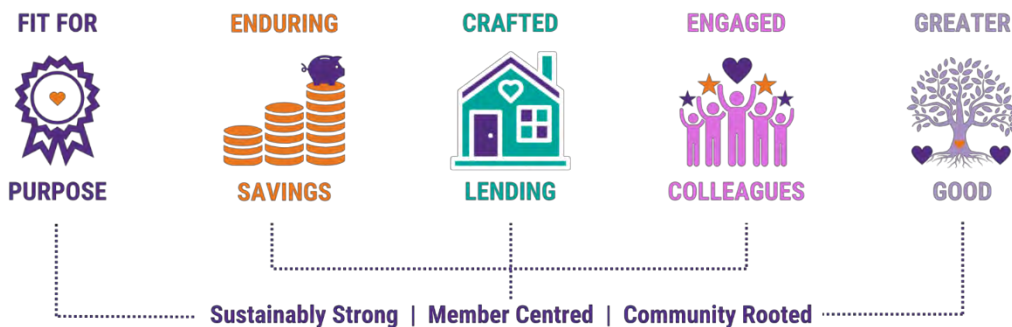 FIT FOR
PURPOSE
ENDURING
SAVINGS
CRAFTED
LENDING
ENGAGED
COLLEAGUES
GREATER
GOOD
Sustainably Strong | Member Centred | Community Rooted